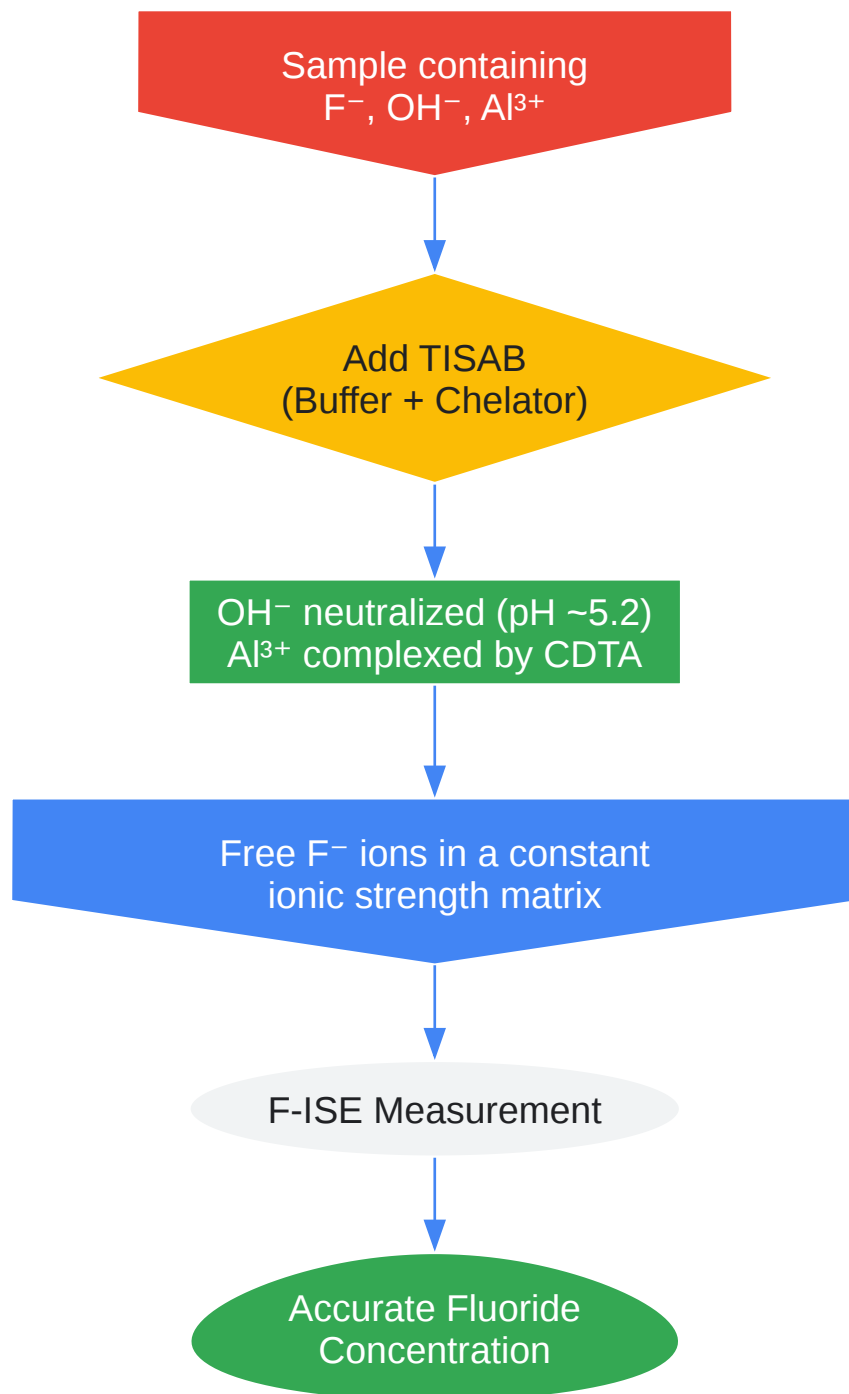 Sample containing
F⁻, OH⁻, Al³⁺
Add TISAB
(Buffer + Chelator)
OH⁻ neutralized (pH ~5.2)
Al³⁺ complexed by CDTA
Free F⁻ ions in a constant
ionic strength matrix
F-ISE Measurement
Accurate Fluoride
Concentration